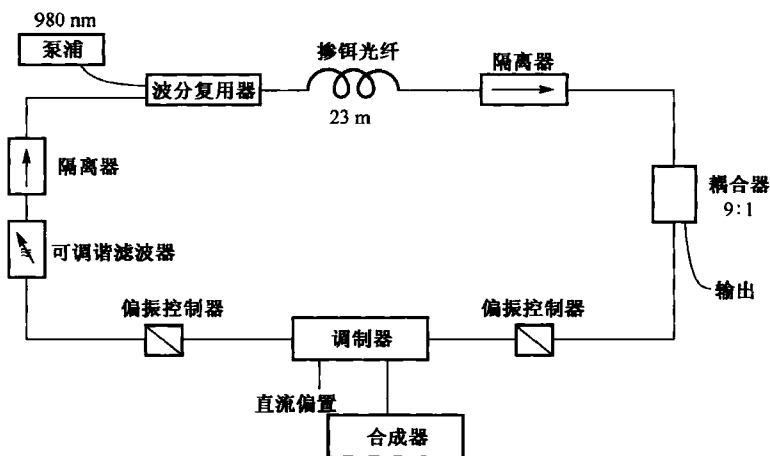 980 nm
泵浦
波分复用器
掺铒光纤
23 m
隔离器
隔离器
耦合器
9:1
可调谐滤波器
输出
偏振控制器
偏振控制器
调制器
直流偏置
合成器